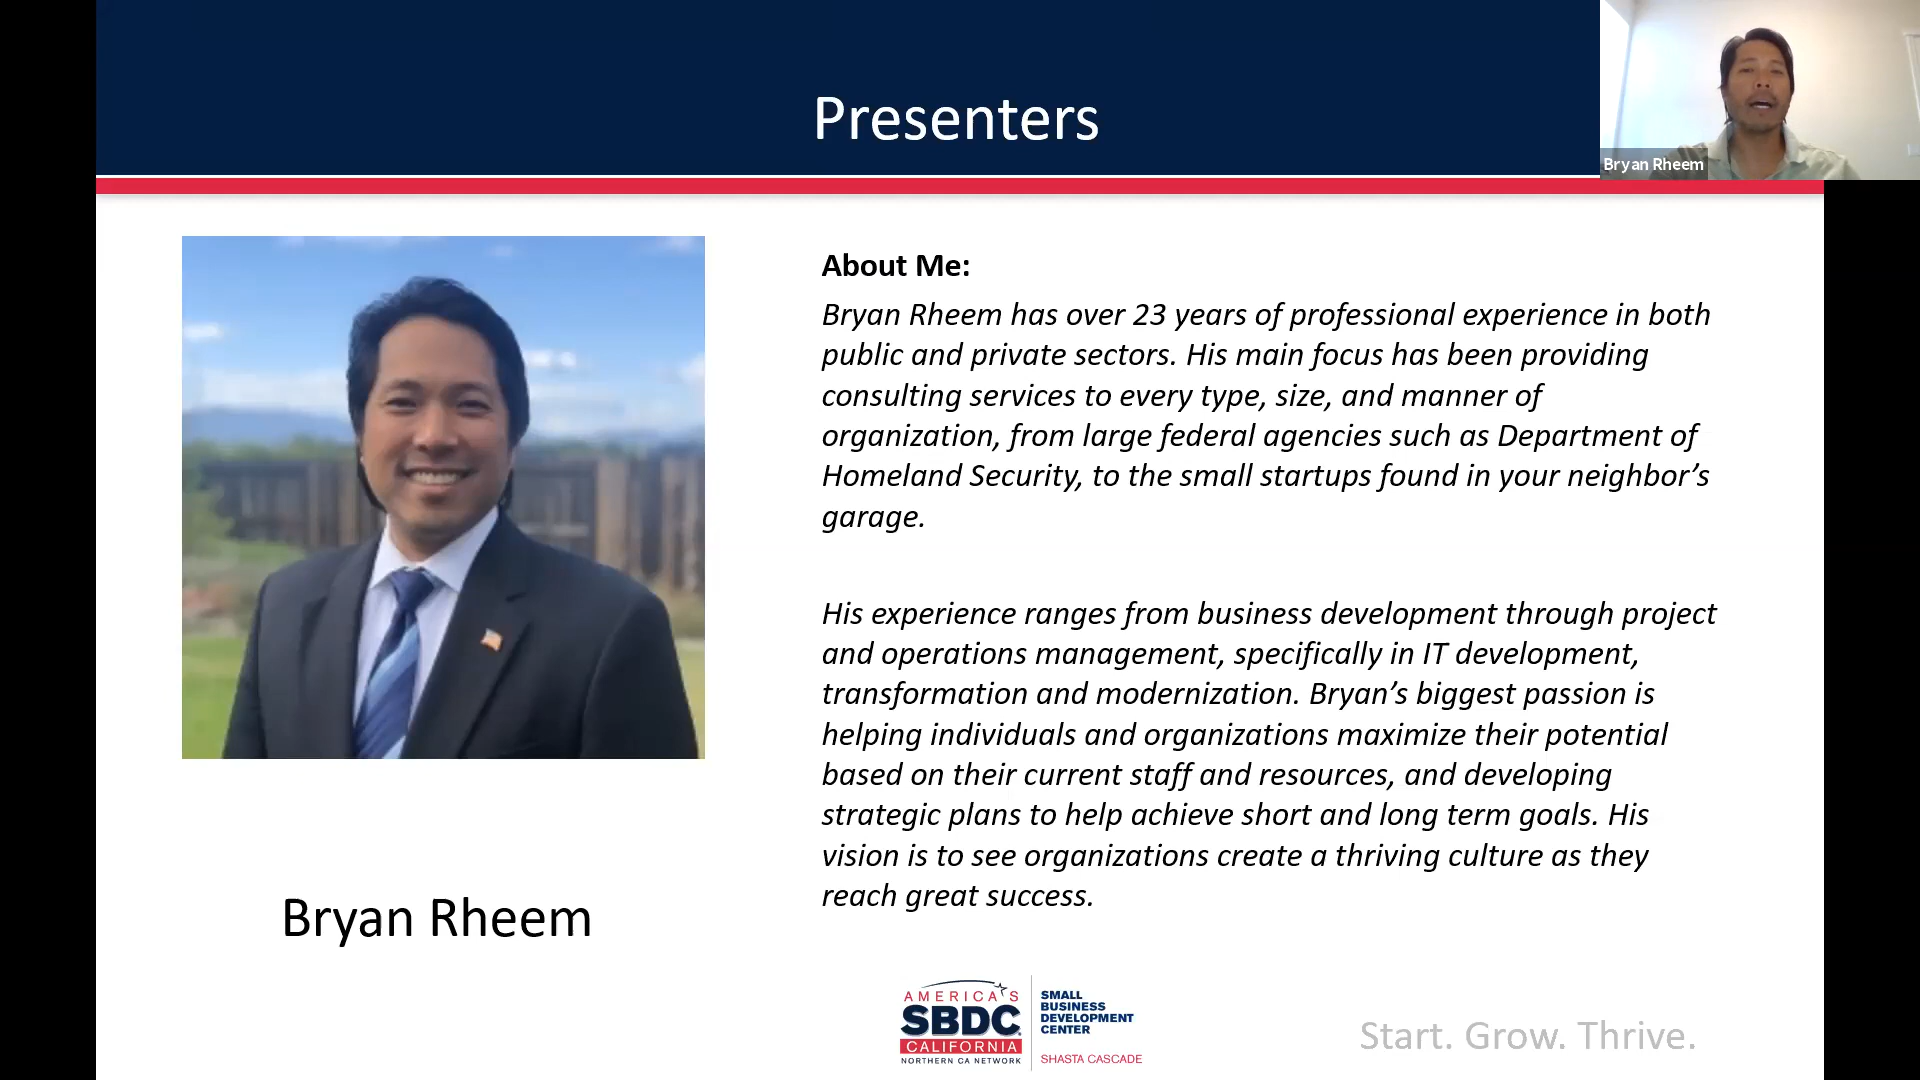 Presenters
Bryan Rheem
About Me:
Bryan Rheem has over 23 years of professional experience in both
public and private sectors. His main focus has been providing
consulting services to every type, size, and manner of
organization, from large federal agencies such as Department of
Homeland Security, to the small startups found in your neighbor’s
garage.
His experience ranges from business development through project
and operations management, specifically in IT development,
transformation and modernization. Bryan’s biggest passion is
helping individuals and organizations maximize their potential
based on their current staff and resources, and developing
strategic plans to help achieve short and long term goals. His
vision is to see organizations create a thriving culture as they
reach great success.
Bryan Rheem
AMERICA'S
SBDC
CALIFORNIA
NORTHERN CA NETWORK
SMALL
BUSINESS
DEVELOPMENT
CENTER
SHASTA CASCADE
Start. Grow. Thrive.